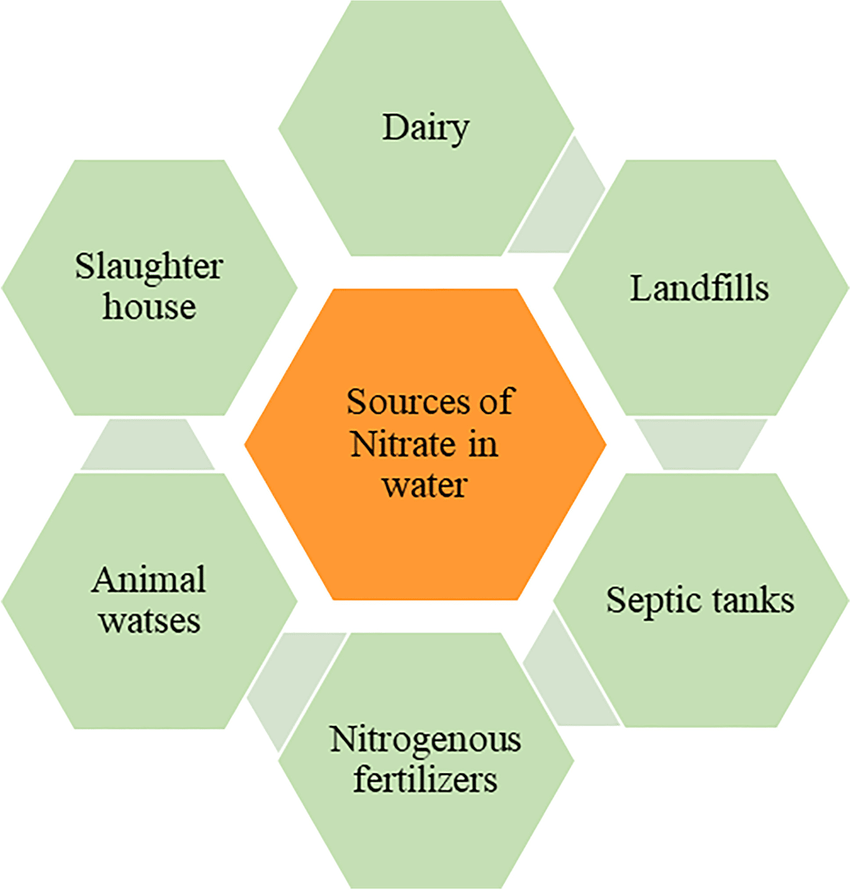 Dairy
Slaughter
house
Landfills
Sources of
Nitrate in
water
Animal
watses
Septic tanks
Nitrogenous
fertilizers